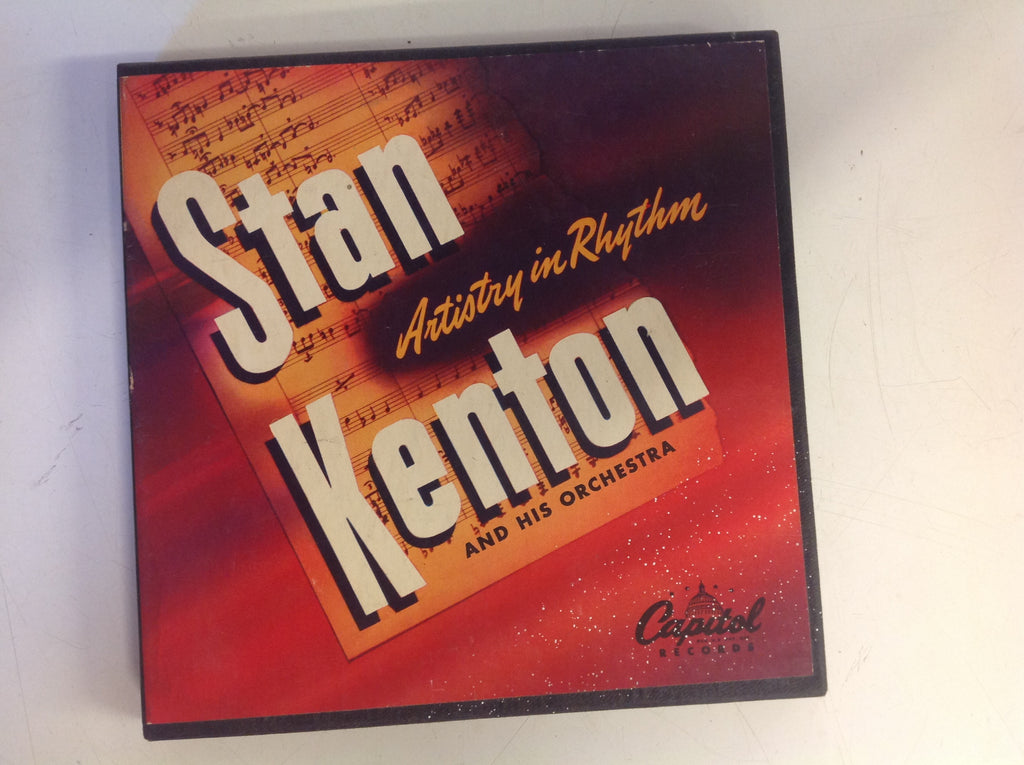 Stan
Artistry in Rhythm
Kenton
AND HIS ORCHESTRA
Capitol
RECORDS